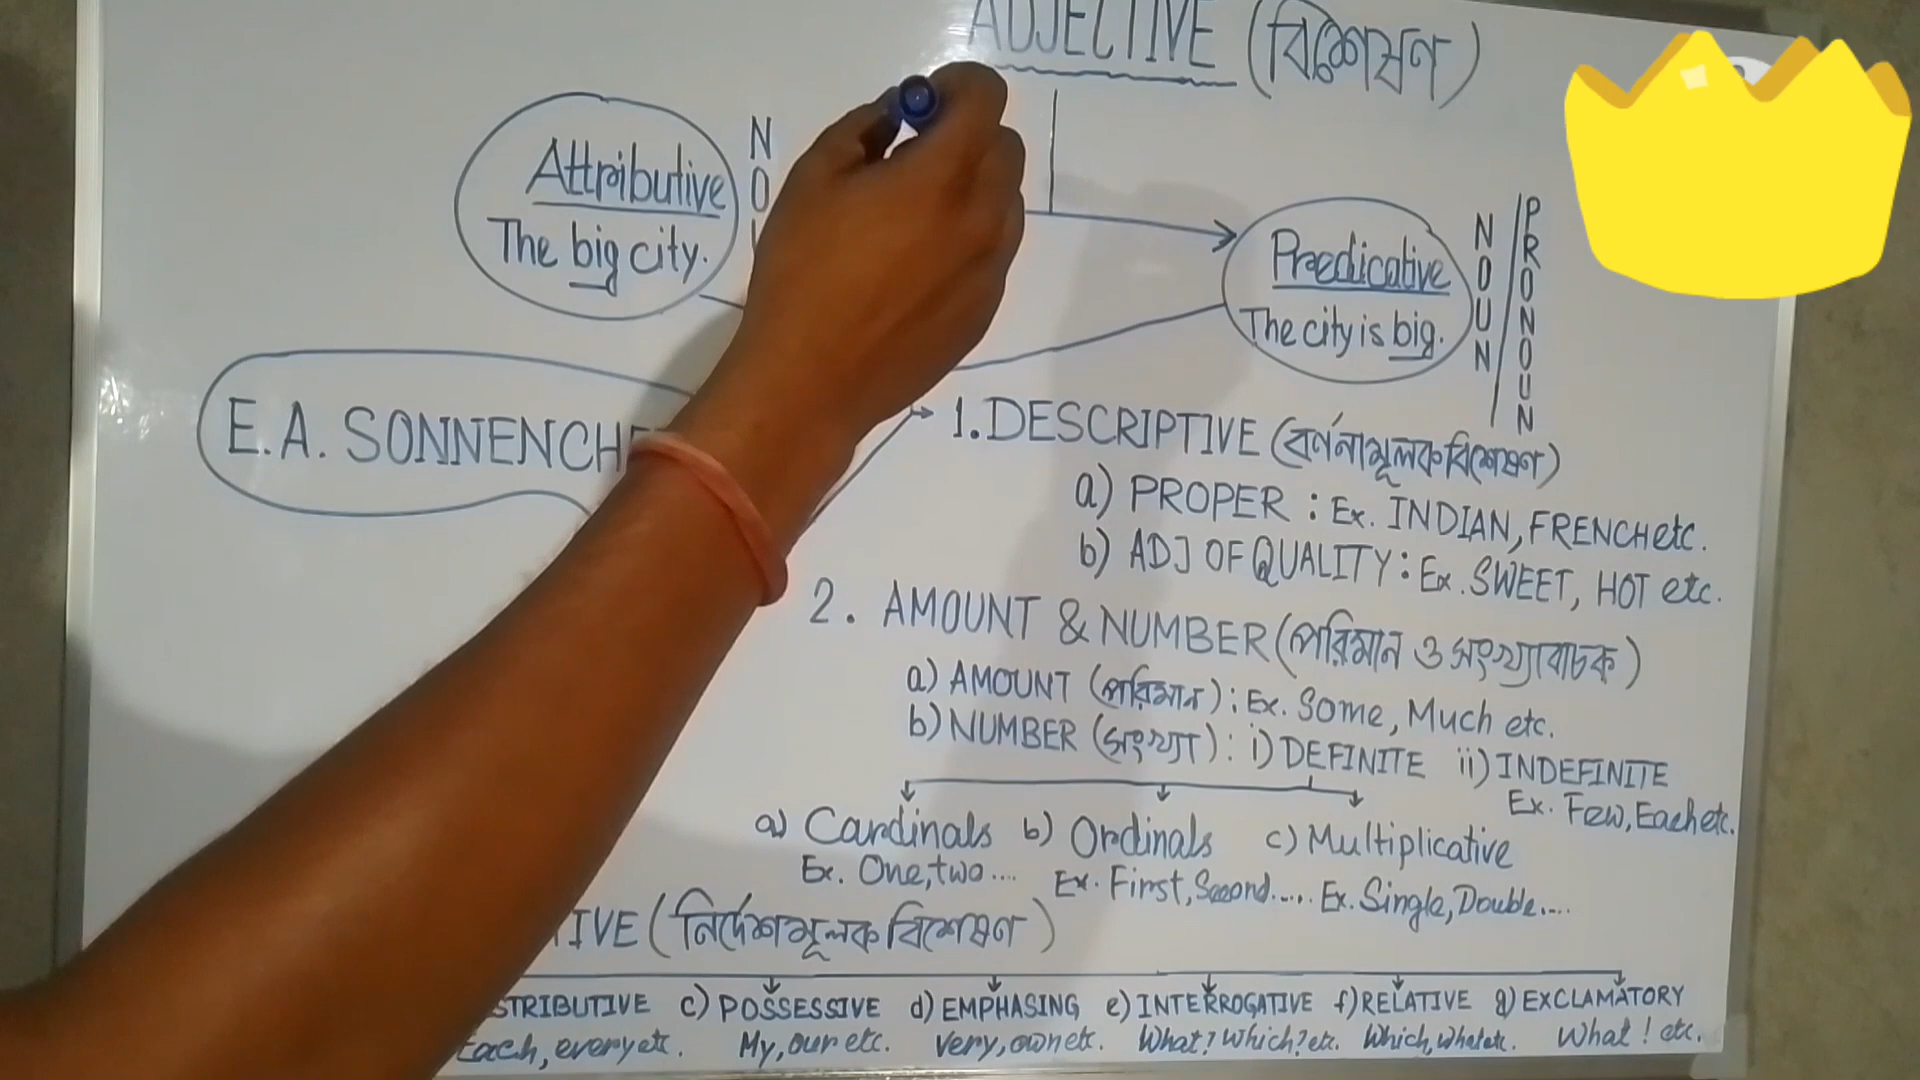 ADJECTIVE (বিশেষণ)
Attributive
The big city.
NO
Predicative
The city is big.
NOUN / PRONOUN
E.A.
1. DESCRIPTIVE (বর্ণনামূলক বিশেষণ)
a) PROPER : Ex. INDIAN, FRENCH etc.
b) ADJ OF QUALITY : Ex. SWEET, HOT etc.
2. AMOUNT & NUMBER (পরিমান ও সংখ্যাবাচক)
a) AMOUNT (পরিমান) : Ex. Some, Much etc.
b) NUMBER (সংখ্যা) : i) DEFINITE ii) INDEFINITE
Ex. Few, Each etc.
a) Cardinals b) Ordinals c) Multiplicative
Ex. One, two .... Ex. First, Second..... Ex. Single, Double....
TIVE (নির্দেশমূলক বিশেষণ)
STRIBUTIVE c) POSSESSIVE d) EMPHASING e) INTERROGATIVE f) RELATIVE g) EXCLAMATORY
Each, every etc. My, our etc. Very, own etc. What? Which? etc. Which, what etc. What! etc.